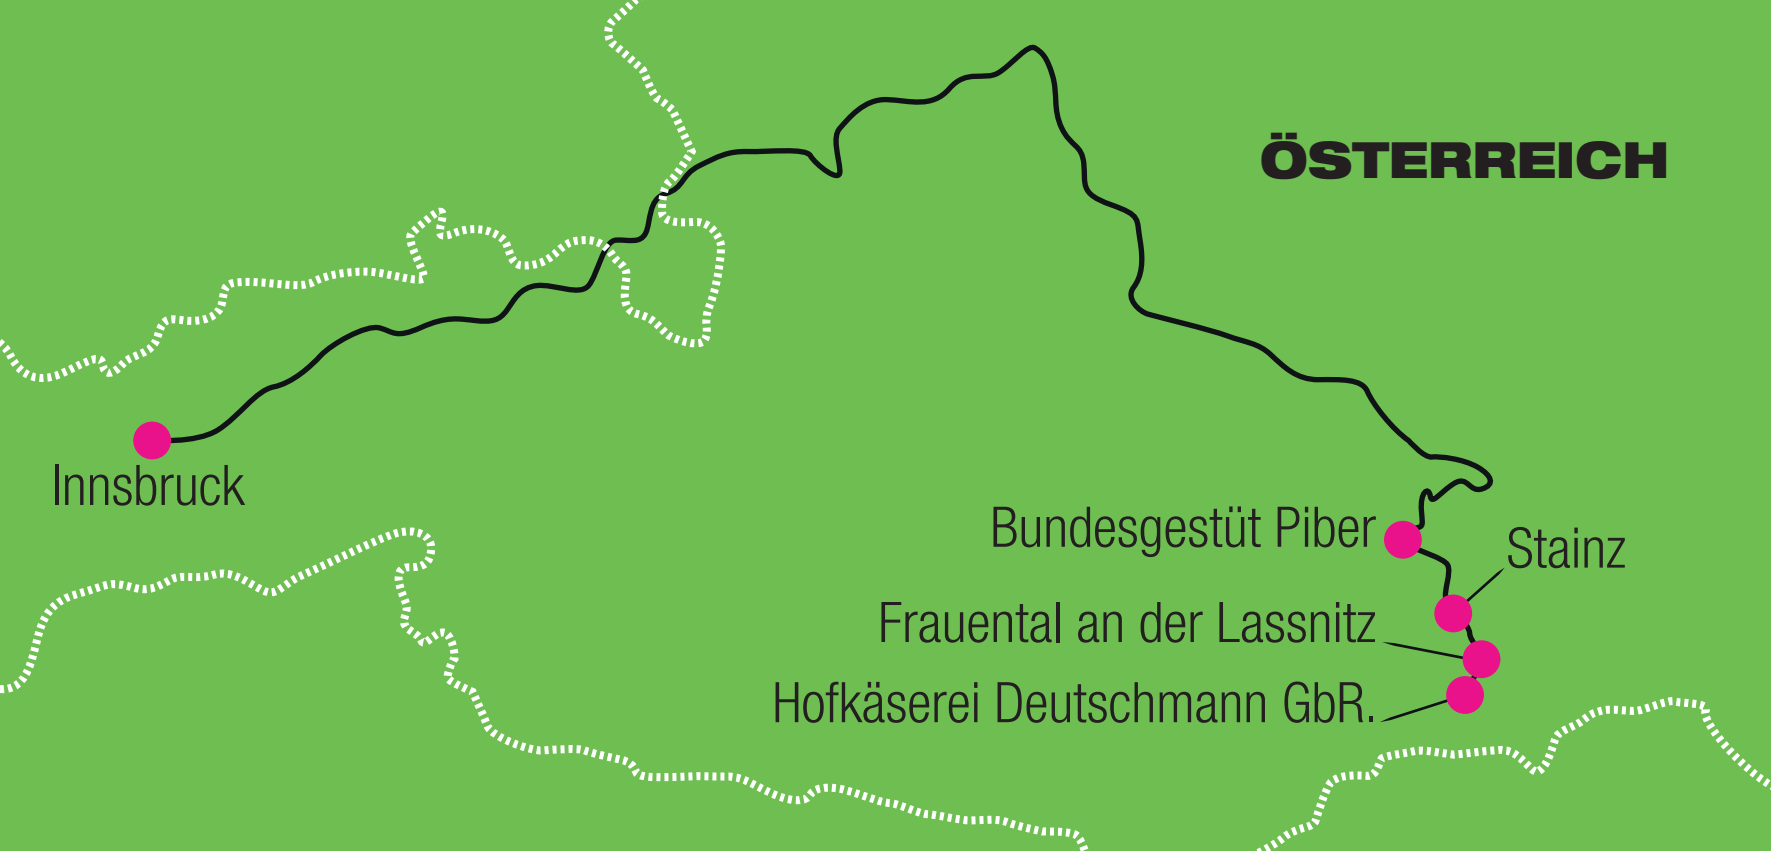 ÖSTERREICH
Innsbruck
Bundesgestüt Piber
Stainz
Frauental an der Lassnitz
Hofkäserei Deutschmann GbR.